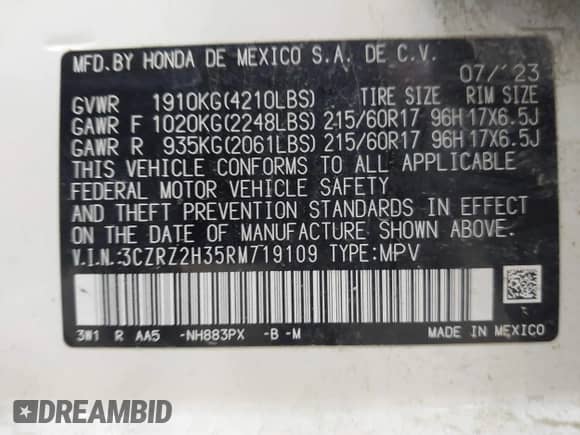 MFD.BY HONDA DE MEXICO S.A. DE C.V.
07/'23
GVWR 1910KG(4210LBS) TIRE SIZE RIM SIZE
GAWR F 1020KG(2248LBS) 215/60R17 96H 17X6.5J
GAWR R 935KG(2061LBS) 215/60R17 96H 17X6.5J
THIS VEHICLE CONFORMS TO ALL APPLICABLE
FEDERAL MOTOR VEHICLE SAFETY
AND THEFT PREVENTION STANDARDS IN EFFECT
ON THE DATE OF MANUFACTURE SHOWN ABOVE.
V.I.N.:3CZRZ2H35RM719109 TYPE:MPV
3W1 R AA5 -NH883PX -B -M MADE IN MEXICO
DREAMBID